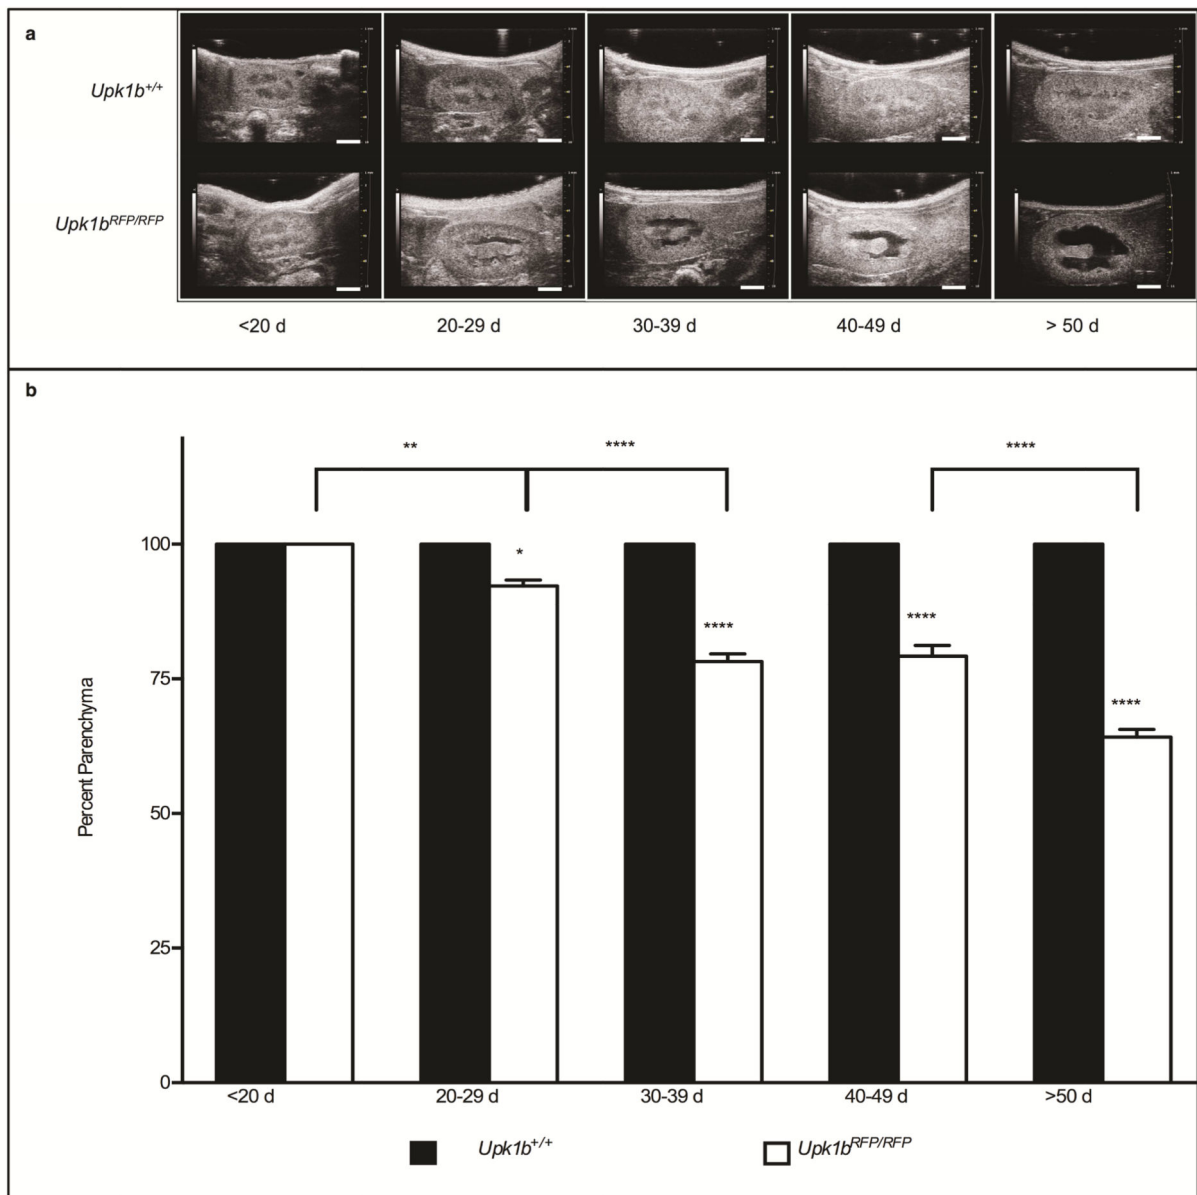 a
Upk1b+/+
Upk1bRFP/RFP
<20 d 20-29 d 30-39 d 40-49 d > 50 d
b
** **** ****
100
*
**** ****
75
****
Percent Parenchyma
50
25
0
<20 d 20-29 d 30-39 d 40-49 d >50 d
Upk1b+/+ Upk1bRFP/RFP